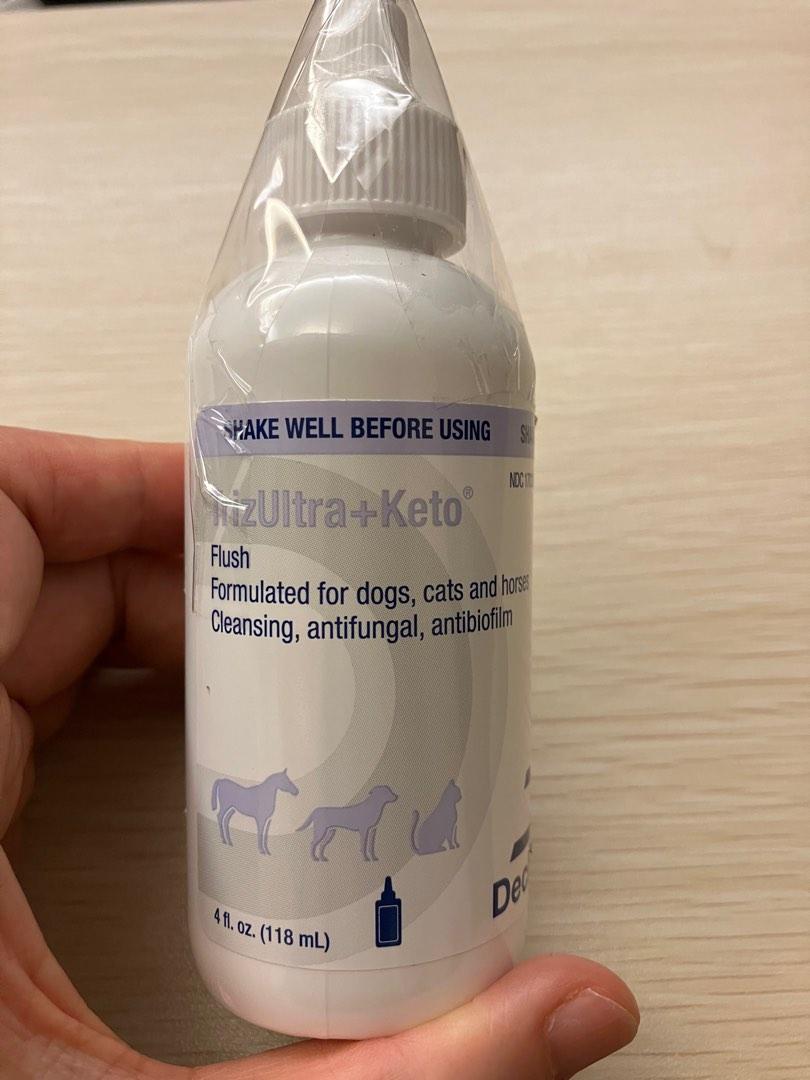 SHAKE WELL BEFORE USING
TrizUltra+Keto®
Flush
Formulated for dogs, cats and horses
Cleansing, antifungal, antibiofilm
4 fl. oz. (118 mL)
NDC